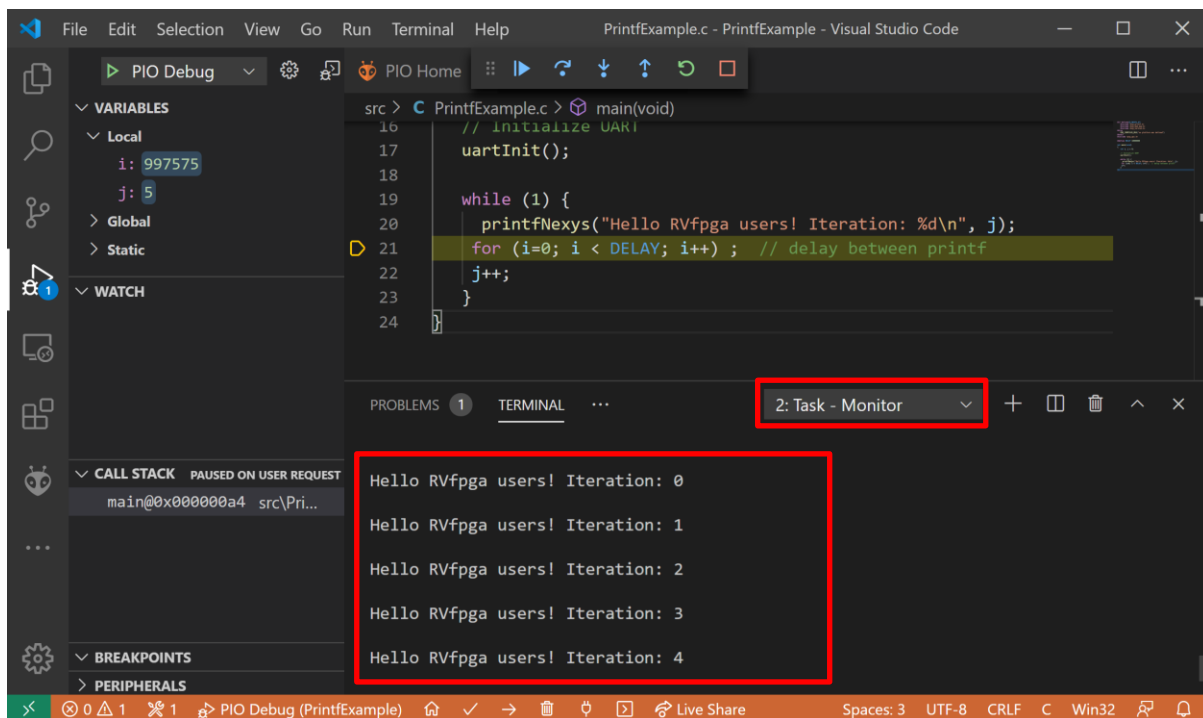 File Edit Selection View Go Run Terminal Help PrintfExample.c - PrintfExample - Visual Studio Code
PIO Debug PIO Home
VARIABLES
Local
i: 997575
j: 5
Global
Static
WATCH
1
CALL STACK PAUSED ON USER REQUEST
main@0x000000a4 src\Pri...
BREAKPOINTS
PERIPHERALS
src > C PrintfExample.c > main(void)
16 // Initialize UART
17 uartInit();
18
19 while (1) {
20 printfNexys("Hello RVfpga users! Iteration: %d\n", j);
21 for (i=0; i < DELAY; i++) ; // delay between printf
22 j++;
23 }
24 }
PROBLEMS 1 TERMINAL ... 2: Task - Monitor
Hello RVfpga users! Iteration: 0
Hello RVfpga users! Iteration: 1
Hello RVfpga users! Iteration: 2
Hello RVfpga users! Iteration: 3
Hello RVfpga users! Iteration: 4
0 1 1 PIO Debug (PrintfExample) Live Share Spaces: 3 UTF-8 CRLF C Win32